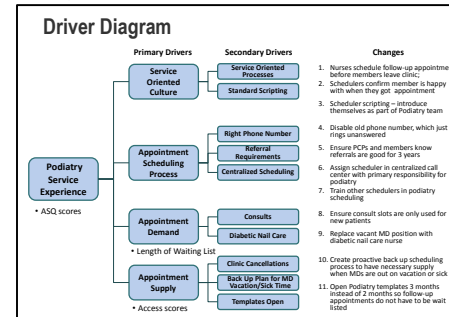 Driver Diagram
Primary Drivers
Secondary Drivers
Changes
Podiatry
Service
Experience
• ASQ scores
Service
Oriented
Culture
Service Oriented
Processes
Standard Scripting
Appointment
Scheduling
Process
Right Phone Number
Referral
Requirements
Centralized Scheduling
Appointment
Demand
• Length of Waiting List
Consults
Diabetic Nail Care
Appointment
Supply
• Access scores
Clinic Cancellations
Back Up Plan for MD
Vacation/Sick Time
Templates Open
1. Nurses schedule follow-up appointme
before members leave clinic;
2. Schedulers confirm member is happy
with when they got appointment
3. Scheduler scripting – introduce
themselves as part of Podiatry team
4. Disable old phone number, which just
rings unanswered
5. Ensure PCPs and members know
referrals are good for 3 years
6. Assign scheduler in centralized call
center with primary responsibility for
podiatry
7. Train other schedulers in podiatry
scheduling
8. Ensure consult slots are only used for
new patients
9. Replace vacant MD position with
diabetic nail care nurse
10. Create proactive back up scheduling
process to have necessary supply
when MDs are out on vacation or sick
11. Open Podiatry templates 3 months
instead of 2 months so follow-up
appointments do not have to be wait
listed